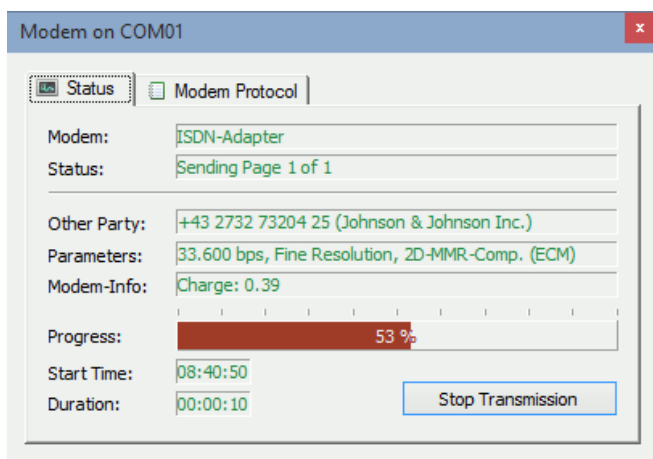 Modem on COM01
x
Status
Modem Protocol
Modem: ISDN-Adapter
Status: Sending Page 1 of 1
Other Party: +43 2732 73204 25 (Johnson & Johnson Inc.)
Parameters: 33.600 bps, Fine Resolution, 2D-MMR-Comp. (ECM)
Modem-Info: Charge: 0.39
Progress: 53 %
Start Time: 08:40:50
Duration: 00:00:10
Stop Transmission